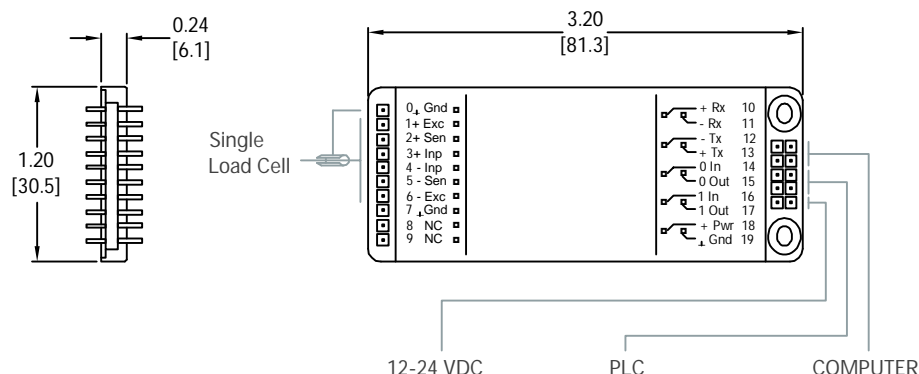 0.24
[6.1]
3.20
[81.3]
1.20
[30.5]
Single
Load Cell
0⏚ Gnd
1+ Exc
2+ Sen
3+ Inp
4 - Inp
5 - Sen
6 - Exc
7⏚ Gnd
8 NC
9 NC
+ Rx 10
- Rx 11
- Tx 12
+ Tx 13
0 In 14
0 Out 15
1 In 16
1 Out 17
+ Pwr 18
⏚ Gnd 19
12-24 VDC
PLC
COMPUTER